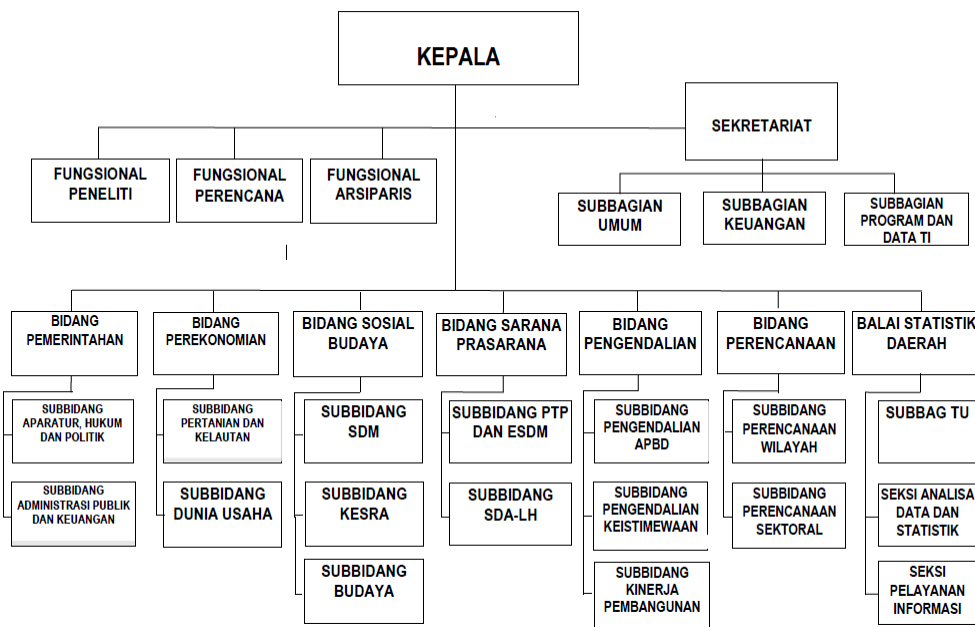 KEPALA
SEKRETARIAT
FUNGSIONAL
PENELITI
FUNGSIONAL
PERENCANA
FUNGSIONAL
ARSIPARIS
SUBBAGIAN
UMUM
SUBBAGIAN
KEUANGAN
SUBBAGIAN
PROGRAM DAN
DATA TI
BIDANG
PEMERINTAHAN
BIDANG
PEREKONOMIAN
BIDANG SOSIAL
BUDAYA
BIDANG SARANA
PRASARANA
BIDANG
PENGENDALIAN
BIDANG
PERENCANAAN
BALAI STATISTIK
DAERAH
SUBBIDANG
APARATUR, HUKUM
DAN POLITIK
SUBBIDANG
PERTANIAN DAN
KELAUTAN
SUBBIDANG
SDM
SUBBIDANG PTP
DAN ESDM
SUBBIDANG
PENGENDALIAN
APBD
SUBBIDANG
PERENCANAAN
WILAYAH
SUBBAG TU
SUBBIDANG
ADMINISTRASI PUBLIK
DAN KEUANGAN
SUBBIDANG
DUNIA USAHA
SUBBIDANG
KESRA
SUBBIDANG
SDA-LH
SUBBIDANG
PENGENDALIAN
KEISTIMEWAAN
SUBBIDANG
PERENCANAAN
SEKTORAL
SEKSI ANALISA
DATA DAN
STATISTIK
SUBBIDANG
BUDAYA
SUBBIDANG
KINERJA
PEMBANGUNAN
SEKSI
PELAYANAN
INFORMASI